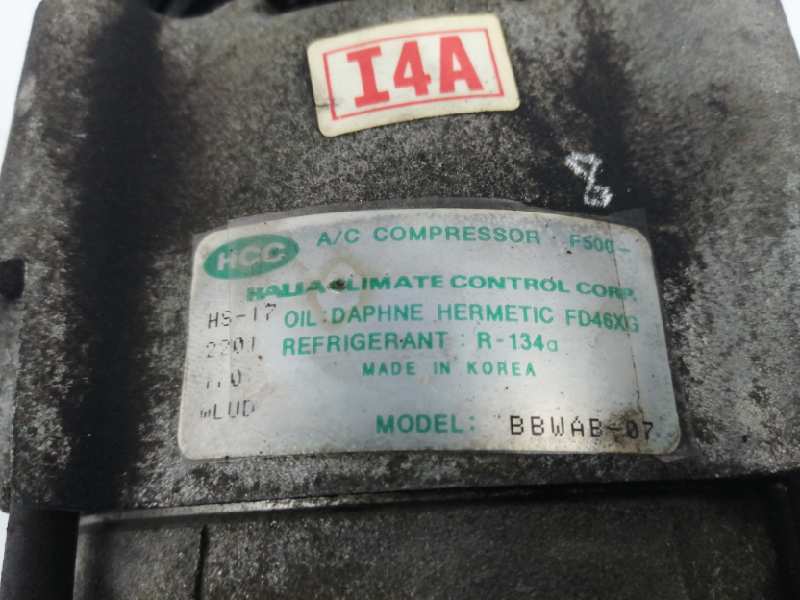 I4A
HCC A/C COMPRESSOR F500-
HALLA CLIMATE CONTROL CORP.
HS-17 OIL: DAPHNE HERMETIC FD46XG
2201 REFRIGERANT: R-134a
MADE IN KOREA
MODEL: BBWAB-07